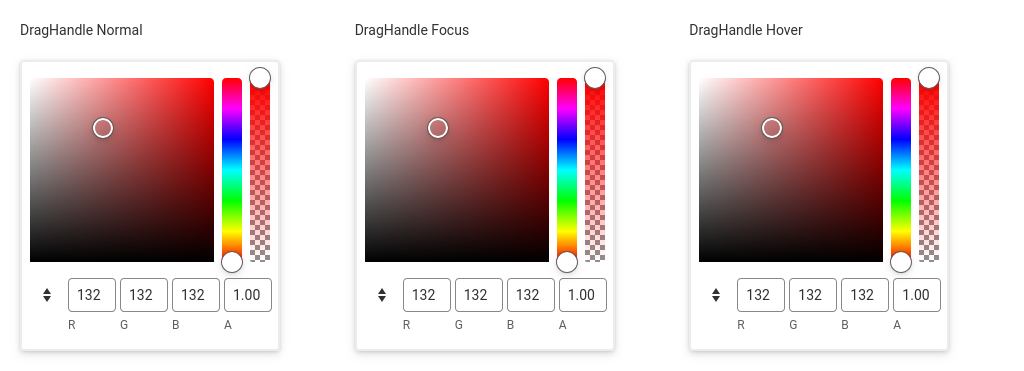 DragHandle Normal DragHandle Focus DragHandle Hover
132 132 132 1.00 132 132 132 1.00 132 132 132 1.00
R G B A R G B A R G B A